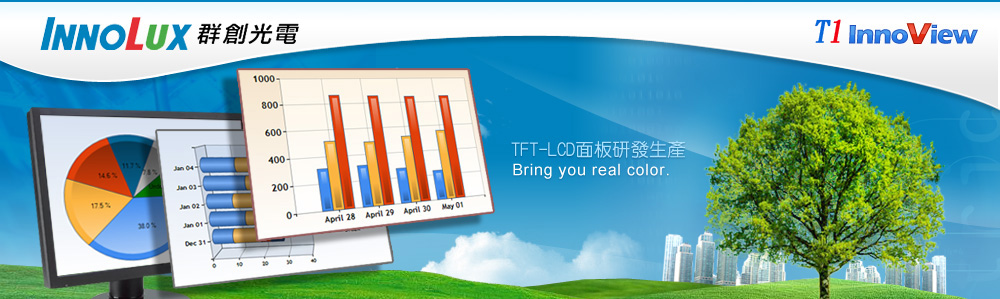 INNOLUX 群創光電
T1 InnoView
TFT-LCD面板研發生產
Bring you real color.
1000
800
600
400
200
0
April 28 April 29 April 30 May 01
11.7 %
7.8 %
14.6 %
17.5 %
38.0 %
Jan 04
Jan 03
Jan 02
Jan 01
Dec 31
0 10 20 30 40